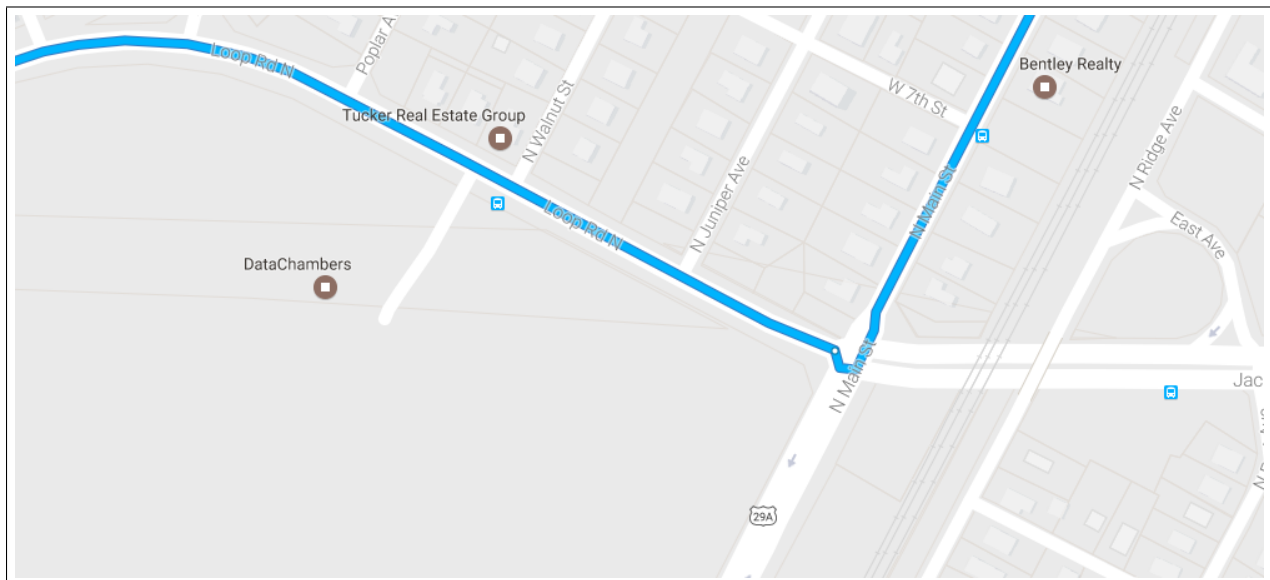 Poplar A
Loop Rd N
Bentley Realty
W 7th St
Tucker Real Estate Group
N Walnut St
N Ridge Ave
N Juniper Ave
N Main St
Loop Rd N
East Ave
DataChambers
N Main St
Jac
29A